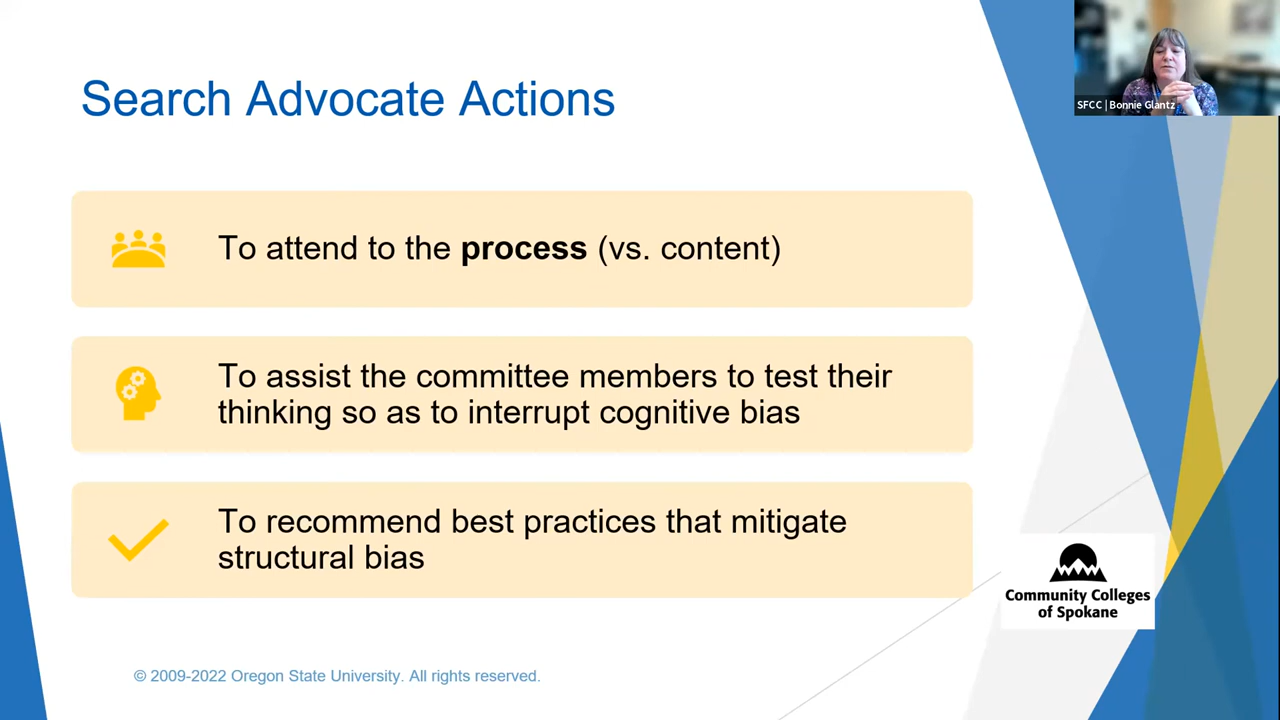 Search Advocate Actions
SFCC | Bonnie Glantz
To attend to the process (vs. content)
To assist the committee members to test their
thinking so as to interrupt cognitive bias
To recommend best practices that mitigate
structural bias
Community Colleges
of Spokane
© 2009-2022 Oregon State University. All rights reserved.